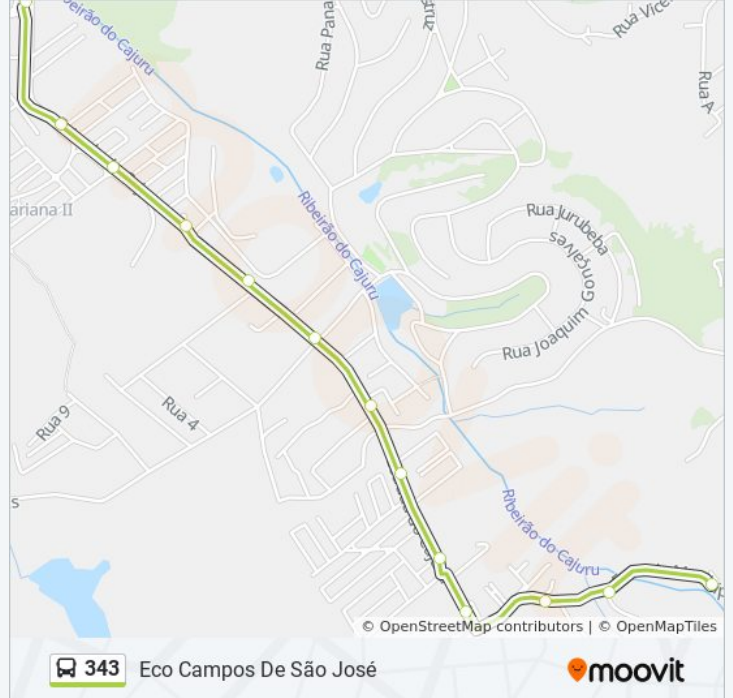 Ribeirão do Cajuru
Rua Pana
cruz
Rua Vice
Rua A
ariana II
Ribeirão do Cajuru
Rua Jurubeba
Rua Joaquim Gonçalves
Rua 9
Rua 4
s
Ribeirão do Cajuru
© OpenStreetMap contributors | © OpenMapTiles
343 Eco Campos De São José
moovit